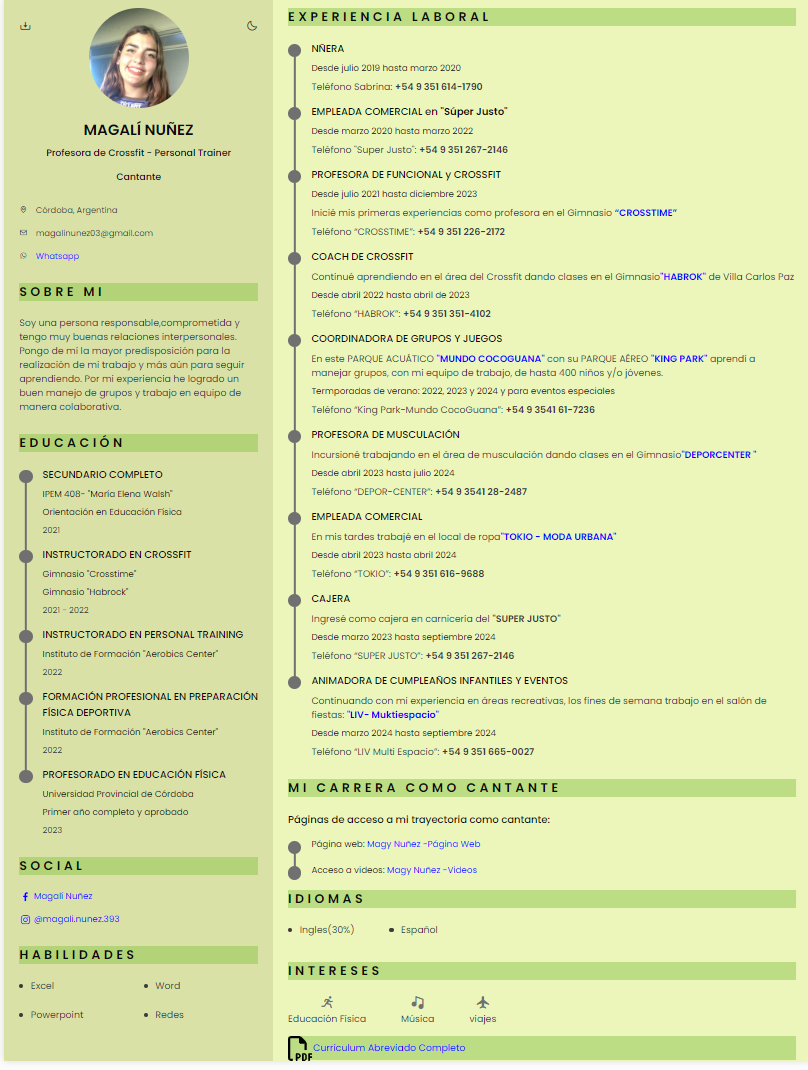 MAGALÍ NUÑEZ
Profesora de Crossfit - Personal Trainer
Cantante
Córdoba, Argentina
magalinunez03@gmail.com
Whatsapp
SOBRE MI
Soy una persona responsable,comprometida y
tengo muy buenas relaciones interpersonales.
Pongo de mí la mayor predisposición para la
realización de mi trabajo y más aún para seguir
aprendiendo. Por mi experiencia he logrado un
buen manejo de grupos y trabajo en equipo de
manera colaborativa.
EDUCACIÓN
SECUNDARIO COMPLETO
IPEM 408- "María Elena Walsh"
Orientación en Educación Física
2021
INSTRUCTORADO EN CROSSFIT
Gimnasio "Crosstime"
Gimnasio "Habrock"
2021 - 2022
INSTRUCTORADO EN PERSONAL TRAINING
Instituto de Formación "Aerobics Center"
2022
FORMACIÓN PROFESIONAL EN PREPARACIÓN
FÍSICA DEPORTIVA
Instituto de Formación "Aerobics Center"
2022
PROFESORADO EN EDUCACIÓN FÍSICA
Universidad Provincial de Córdoba
Primer año completo y aprobado
2023
SOCIAL
Magalí Nuñez
@magali.nunez.393
HABILIDADES
Excel
Word
Powerpoint
Redes
EXPERIENCIA LABORAL
NÑERA
Desde julio 2019 hasta marzo 2020
Teléfono Sabrina: +54 9 351 614-1790
EMPLEADA COMERCIAL en "Súper Justo"
Desde marzo 2020 hasta marzo 2022
Teléfono "Super Justo": +54 9 351 267-2146
PROFESORA DE FUNCIONAL y CROSSFIT
Desde julio 2021 hasta diciembre 2023
Inicié mis primeras experiencias como profesora en el Gimnasio “CROSSTIME”
Teléfono “CROSSTIME”: +54 9 351 226-2172
COACH DE CROSSFIT
Continué aprendiendo en el área del Crossfit dando clases en el Gimnasio"HABROK" de Villa Carlos Paz
Desde abril 2022 hasta abril de 2023
Teléfono “HABOK”: +54 9 351 351-4102
COORDINADORA DE GRUPOS Y JUEGOS
En este PARQUE ACUÁTICO "MUNDO COCOGUANA" con su PARQUE AÉREO "KING PARK" aprendí a
manejar grupos, con mi equipo de trabajo, de hasta 400 niños y/o jóvenes.
Termporadas de verano: 2022, 2023 y 2024 y para eventos especiales
Teléfono “King Park-Mundo CocoGuana”: +54 9 3541 61-7236
PROFESORA DE MUSCULACIÓN
Incursioné trabajando en el área de musculación dando clases en el Gimnasio"DEPORCENTER "
Desde abril 2023 hasta julio 2024
Teléfono “DEPOR-CENTER”: +54 9 3541 28-2487
EMPLEADA COMERCIAL
En mis tardes trabajé en el local de ropa"TOKIO - MODA URBANA"
Desde abril 2023 hasta abril 2024
Teléfono “TOKIO”: +54 9 351 616-9688
CAJERA
Ingresé como cajera en carnicería del "SUPER JUSTO"
Desde marzo 2023 hasta septiembre 2024
Teléfono “SUPER JUSTO”: +54 9 351 267-2146
ANIMADORA DE CUMPLEAÑOS INFANTILES Y EVENTOS
Continuando con mi experiencia en áreas recreativas, los fines de semana trabajo en el salón de
fiestas: "LIV- Muktiespacio"
Desde marzo 2024 hasta septiembre 2024
Teléfono “LIV Multi Espacio”: +54 9 351 665-0027
MI CARRERA COMO CANTANTE
Páginas de acceso a mi trayectoria como cantante:
Página web: Magy Nuñez -Página Web
Acceso a videos: Magy Nuñez -Videos
IDIOMAS
Ingles(30%)
Español
INTERESES
Educación Física
Música
viajes
PDF
Curriculum Abreviado Completo